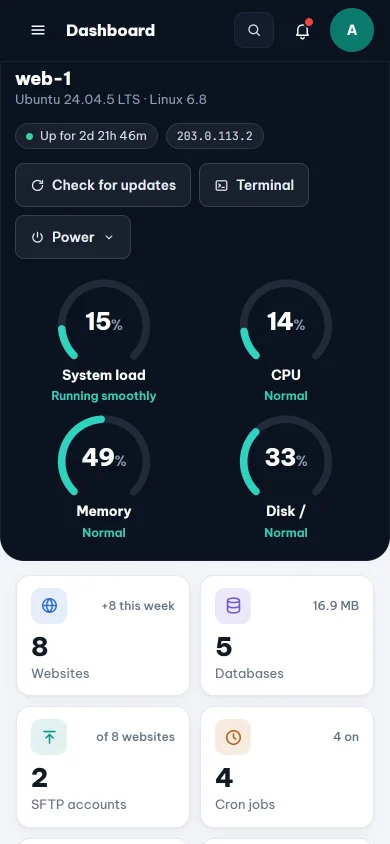 Dashboard
A
web-1
Ubuntu 24.04.5 LTS · Linux 6.8
Up for 2d 21h 46m
203.0.113.2
Check for updates
Terminal
Power
15%
14%
System load
CPU
Running smoothly
Normal
49%
33%
Memory
Disk /
Normal
Normal
+8 this week
16.9 MB
8
5
Websites
Databases
of 8 websites
4 on
2
4
SFTP accounts
Cron jobs